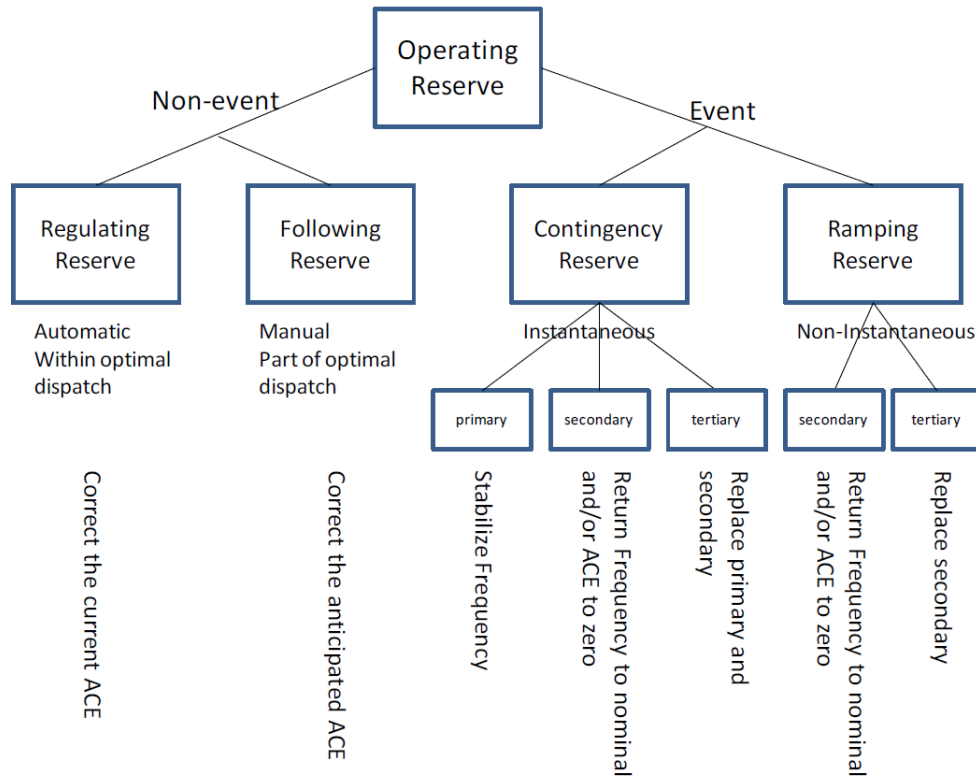 Operating
Reserve
Non-event
Event
Regulating
Reserve
Following
Reserve
Contingency
Reserve
Ramping
Reserve
Automatic
Within optimal
dispatch
Manual
Part of optimal
dispatch
Instantaneous
Non-Instantaneous
primary
secondary
tertiary
secondary
tertiary
Correct the current ACE
Correct the anticipated ACE
Stabilize Frequency
Return Frequency to nominal
and/or ACE to zero
Replace primary and
secondary
Return Frequency to nominal
and/or ACE to zero
Replace secondary